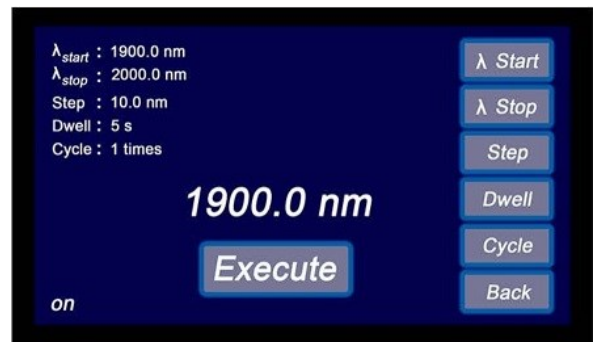 λstart : 1900.0 nm
λstop : 2000.0 nm
Step : 10.0 nm
Dwell : 5 s
Cycle : 1 times
1900.0 nm
Execute
on
λ Start
λ Stop
Step
Dwell
Cycle
Back